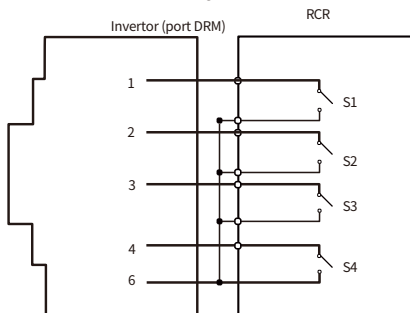 RCR
Invertor (port DRM)
1
S1
2
S2
3
S3
4
S4
6